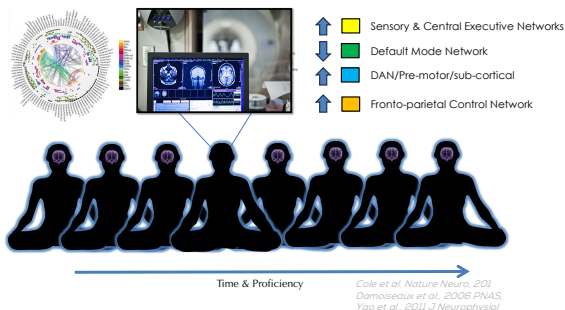 Sensory & Central Executive Networks
Default Mode Network
DAN/Pre-motor/sub-cortical
Fronto-parietal Control Network
Time & Proficiency
Cole et al. Nature Neuro, 201
Damoiseaux et al., 2006 PNAS,
Yao et al. 2011 J Neurophysiol